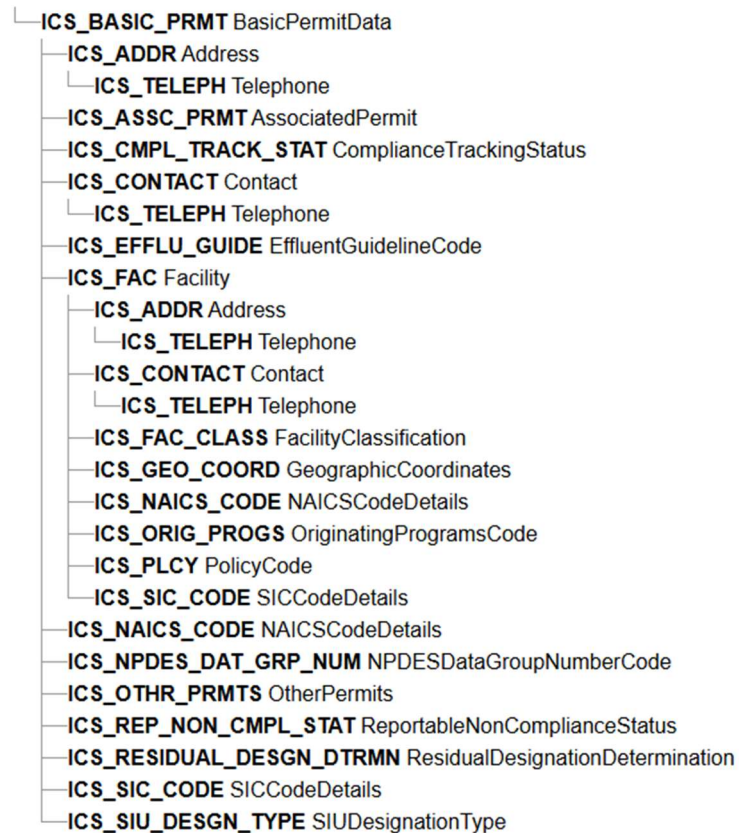 ICS_BASIC_PRMT BasicPermitData
ICS_ADDR Address
ICS_TELEPH Telephone
ICS_ASSC_PRMT AssociatedPermit
ICS_CMPL_TRACK_STAT ComplianceTrackingStatus
ICS_CONTACT Contact
ICS_TELEPH Telephone
ICS_EFFLU_GUIDE EffluentGuidelineCode
ICS_FAC Facility
ICS_ADDR Address
ICS_TELEPH Telephone
ICS_CONTACT Contact
ICS_TELEPH Telephone
ICS_FAC_CLASS FacilityClassification
ICS_GEO_COORD GeographicCoordinates
ICS_NAICS_CODE NAICSCodeDetails
ICS_ORIG_PROGS OriginatingProgramsCode
ICS_PLCY PolicyCode
ICS_SIC_CODE SICCodeDetails
ICS_NAICS_CODE NAICSCodeDetails
ICS_NPDES_DAT_GRP_NUM NPDESDataGroupNumberCode
ICS_OTHR_PRMTS OtherPermits
ICS_REP_NON_CMPL_STAT ReportableNonComplianceStatus
ICS_RESIDUAL_DESGN_DTRMN ResidualDesignationDetermination
ICS_SIC_CODE SICCodeDetails
ICS_SIU_DESGN_TYPE SIUDesignationType